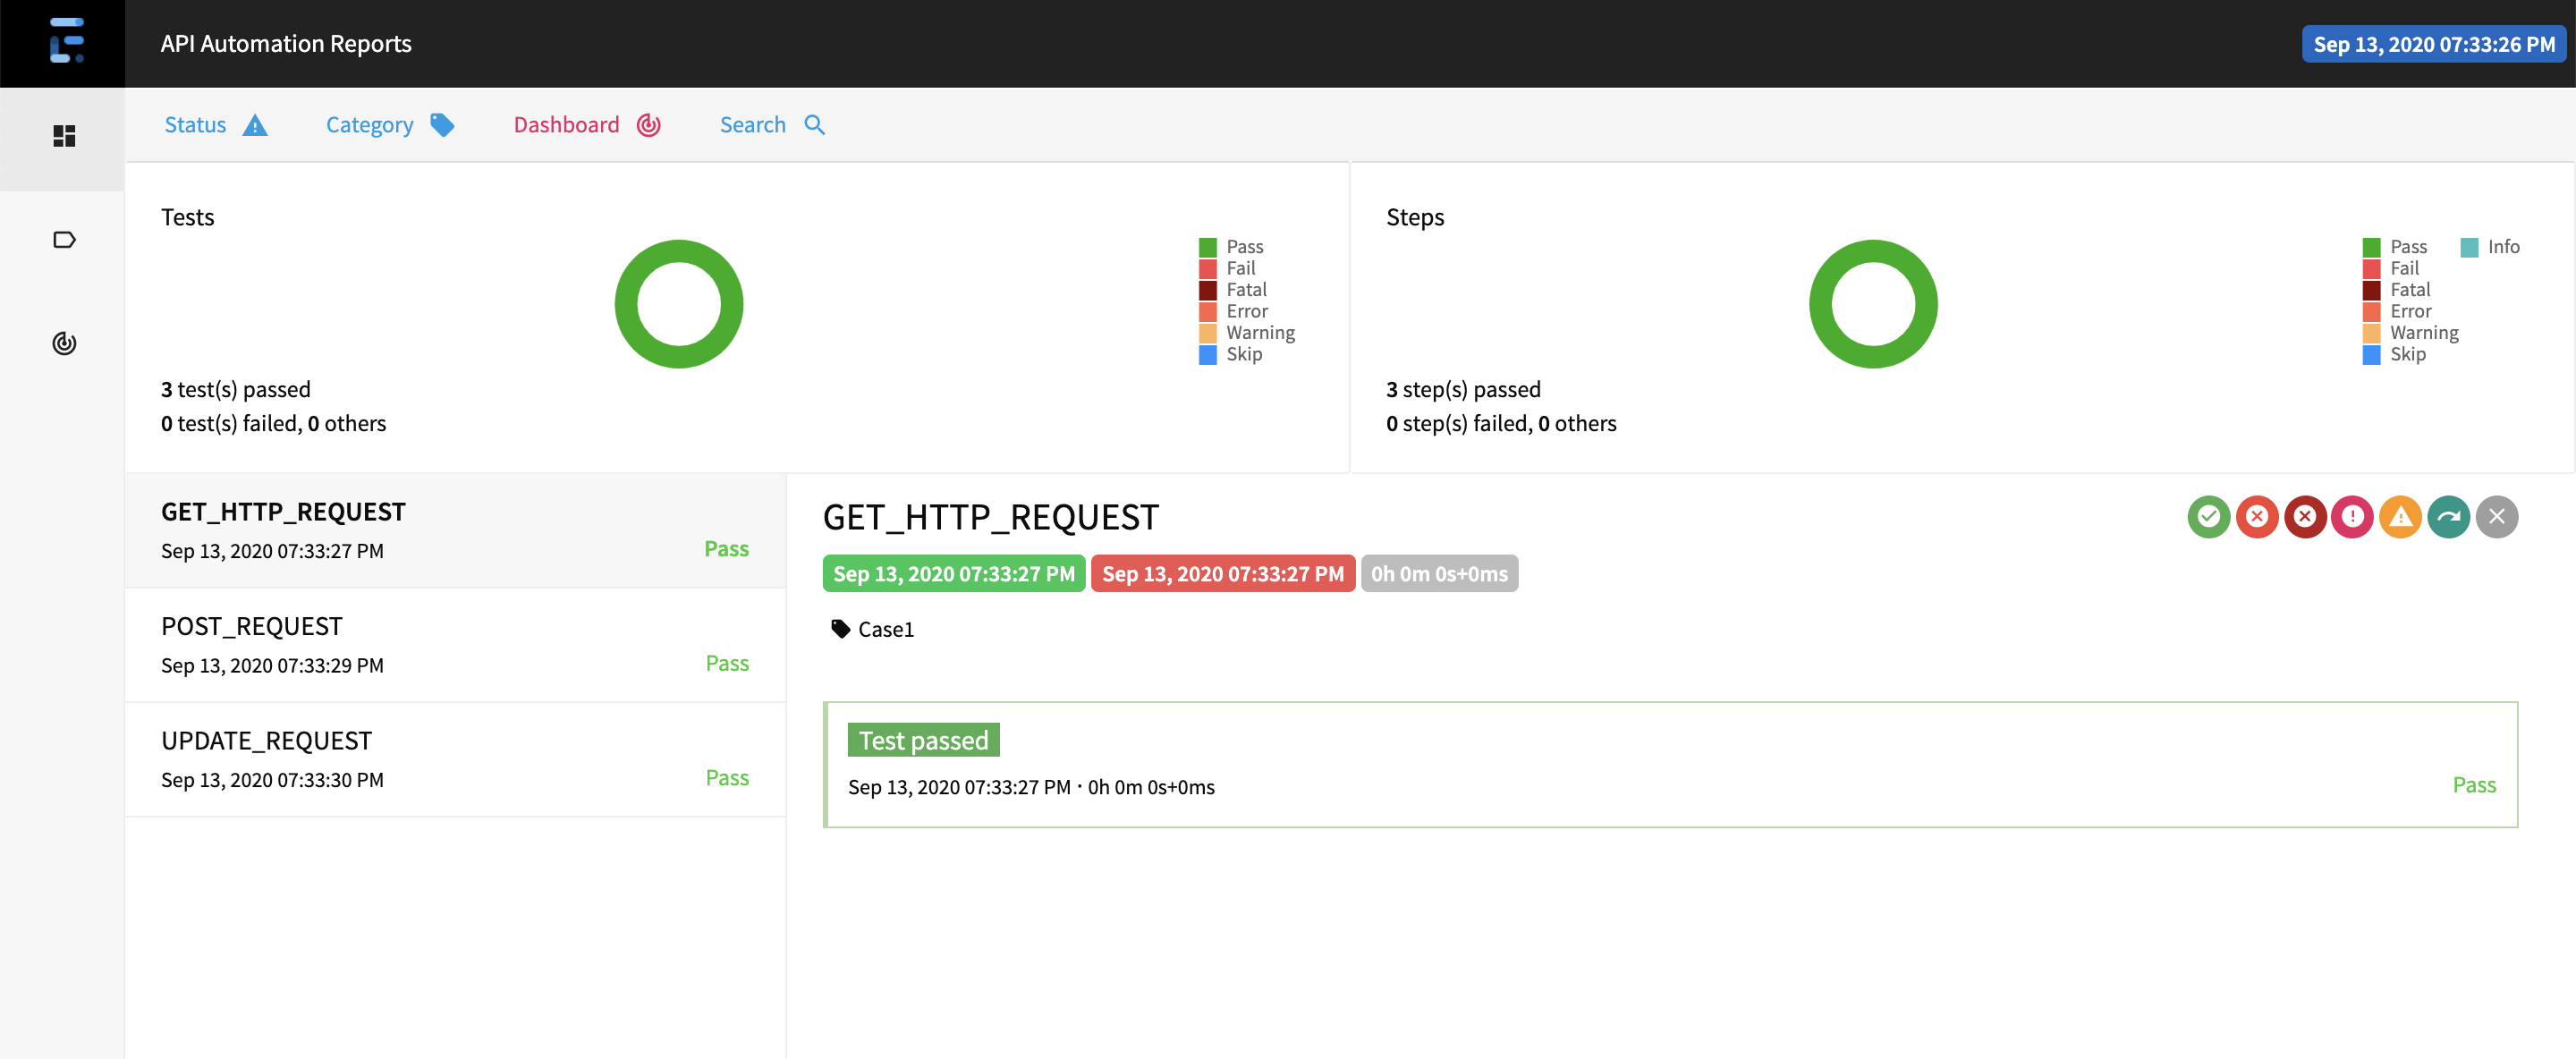 API Automation Reports
Sep 13, 2020 07:33:26 PM
Status
Category
Dashboard
Search
Tests
Pass
Fail
Fatal
Error
Warning
Skip
3 test(s) passed
0 test(s) failed, 0 others
Steps
Pass
Info
Fail
Fatal
Error
Warning
Skip
3 step(s) passed
0 step(s) failed, 0 others
GET_HTTP_REQUEST
Sep 13, 2020 07:33:27 PM
Pass
POST_REQUEST
Sep 13, 2020 07:33:29 PM
Pass
UPDATE_REQUEST
Sep 13, 2020 07:33:30 PM
Pass
GET_HTTP_REQUEST
Sep 13, 2020 07:33:27 PM
Sep 13, 2020 07:33:27 PM
0h 0m 0s+0ms
Case1
Test passed
Sep 13, 2020 07:33:27 PM · 0h 0m 0s+0ms
Pass